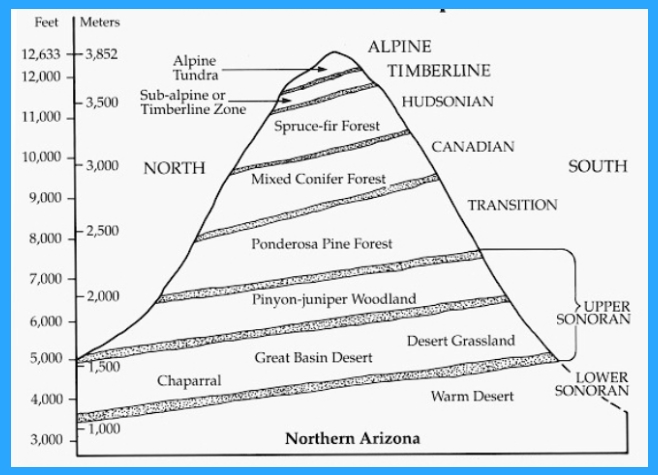 Feet Meters
12,633 3,852
12,000
3,500
11,000
10,000
3,000
9,000
2,500
8,000
7,000
2,000
6,000
5,000
1,500
4,000
1,000
3,000
ALPINE
Alpine
Tundra
TIMBERLINE
Sub-alpine or
Timberline Zone
HUDSONIAN
Spruce-fir Forest
CANADIAN
NORTH
SOUTH
Mixed Conifer Forest
TRANSITION
Ponderosa Pine Forest
Pinyon-juniper Woodland
UPPER
SONORAN
Desert Grassland
Great Basin Desert
Chaparral
LOWER
SONORAN
Warm Desert
Northern Arizona